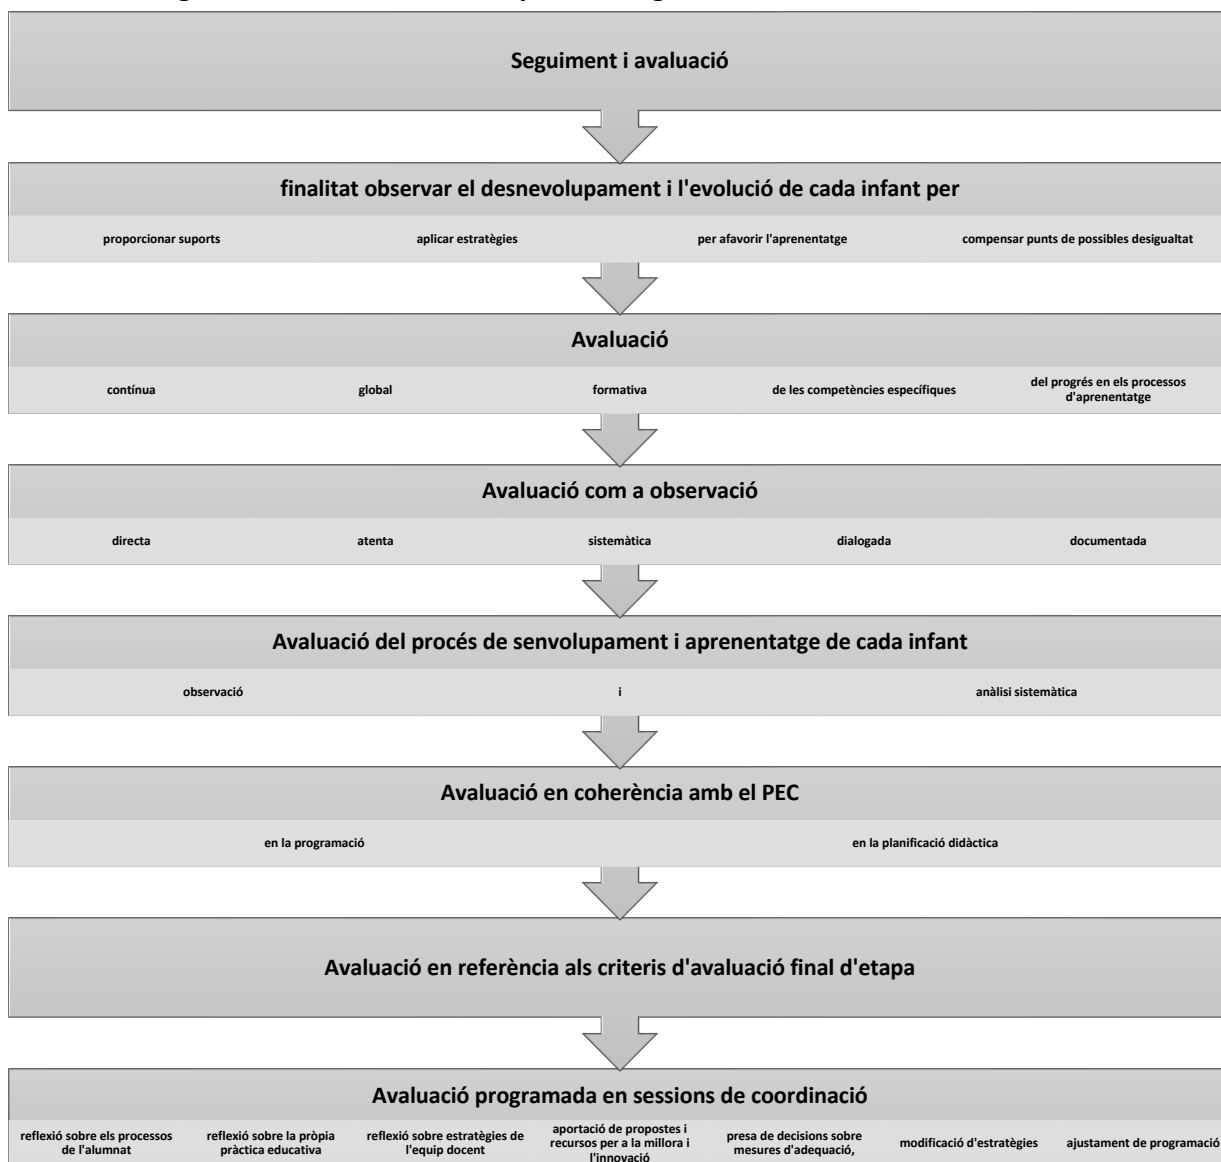 Seguiment i avaluació
finalitat observar el desnevolupament i l'evolució de cada infant per
proporcionar suports
aplicar estratègies
per afavorir l'aprenentatge
compensar punts de possibles desigualtat
Avaluació
contínua
global
formativa
de les competències específiques
del progrés en els processos
d'aprenentatge
Avaluació com a observació
directa
atenta
sistemàtica
dialogada
documentada
Avaluació del procés de senvolupament i aprenentatge de cada infant
observació
i
anàlisi sistemàtica
Avaluació en coherència amb el PEC
en la programació
en la planificació didàctica
Avaluació en referència als criteris d'avaluació final d'etapa
Avaluació programada en sessions de coordinació
reflexió sobre els processos
de l'alumnat
reflexió sobre la pròpia
pràctica educativa
reflexió sobre estratègies de
l'equip docent
aportació de propostes i
recursos per a la millora i
l'innovació
presa de decisions sobre
mesures d'adequació,
modificació d'estratègies
ajustament de programació